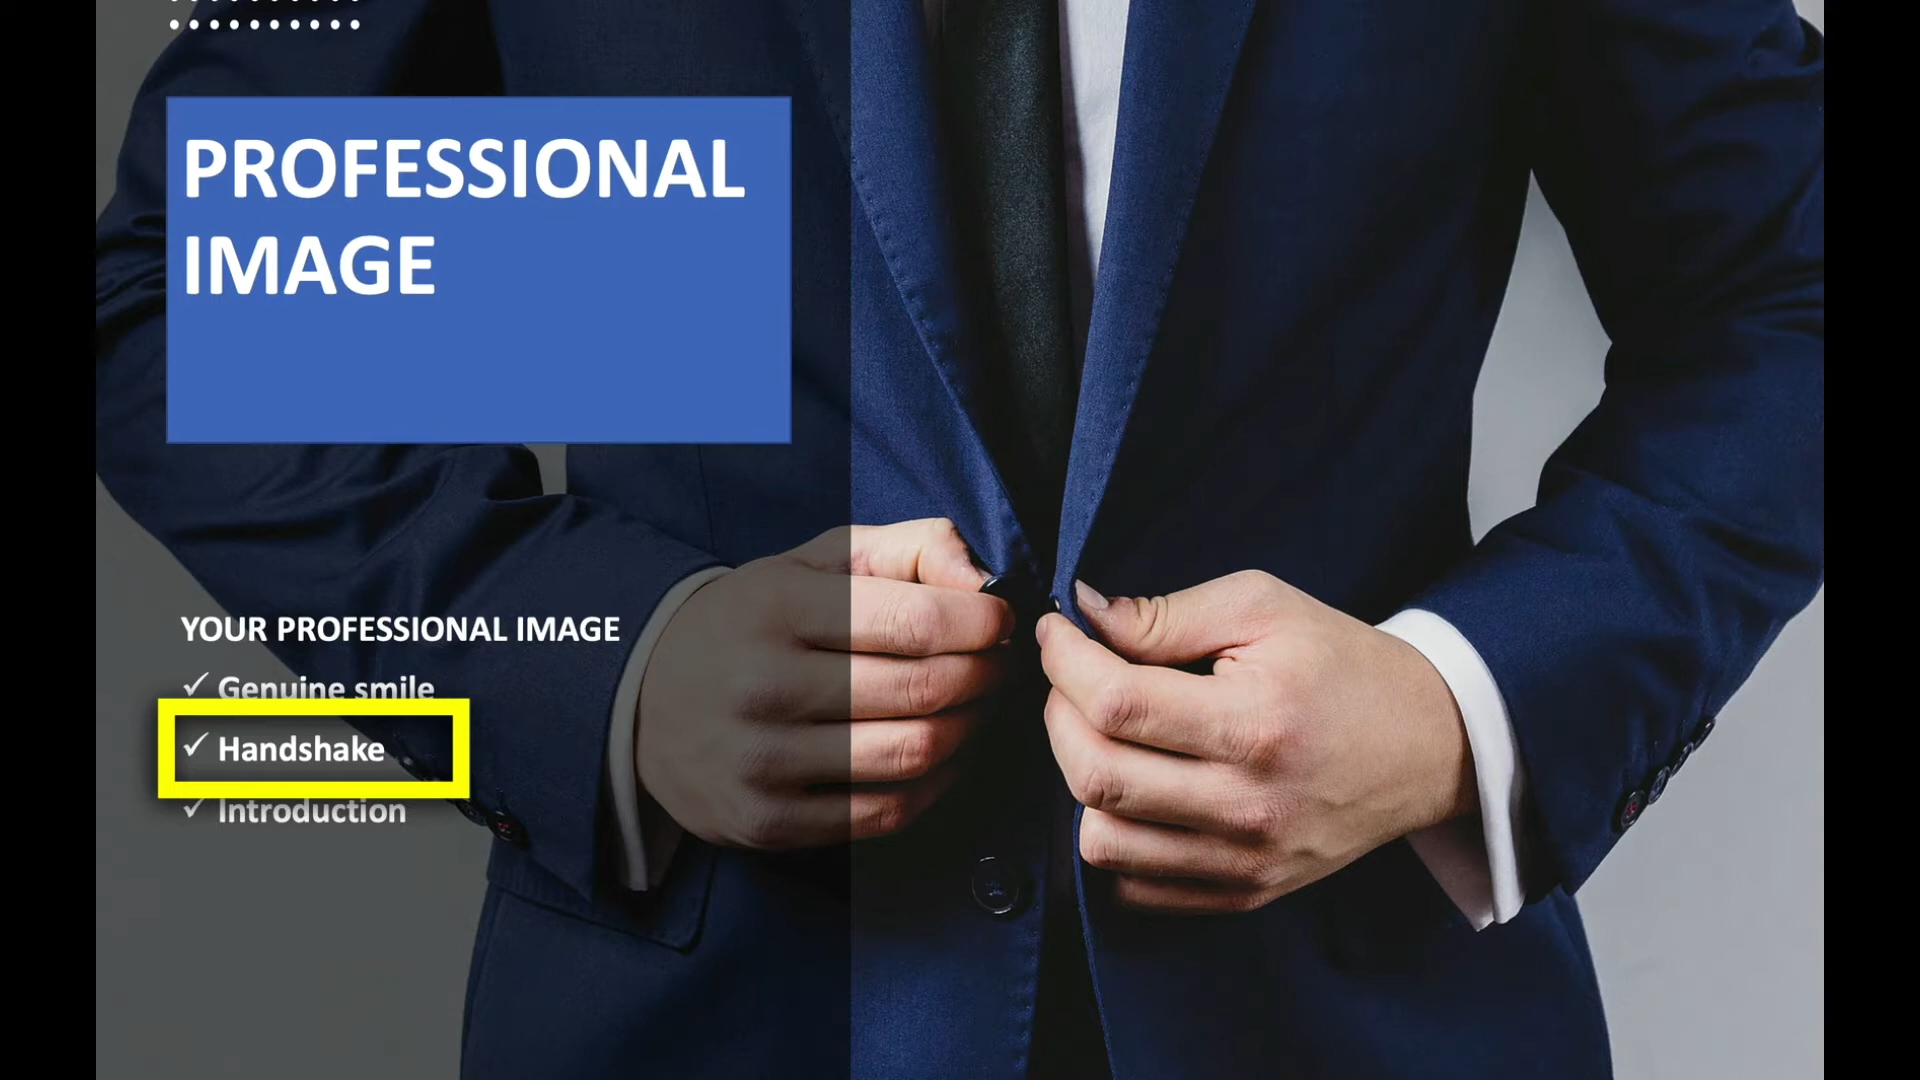 PROFESSIONAL
IMAGE
YOUR PROFESSIONAL IMAGE
✓ Genuine smile
✓ Handshake
✓ Introduction